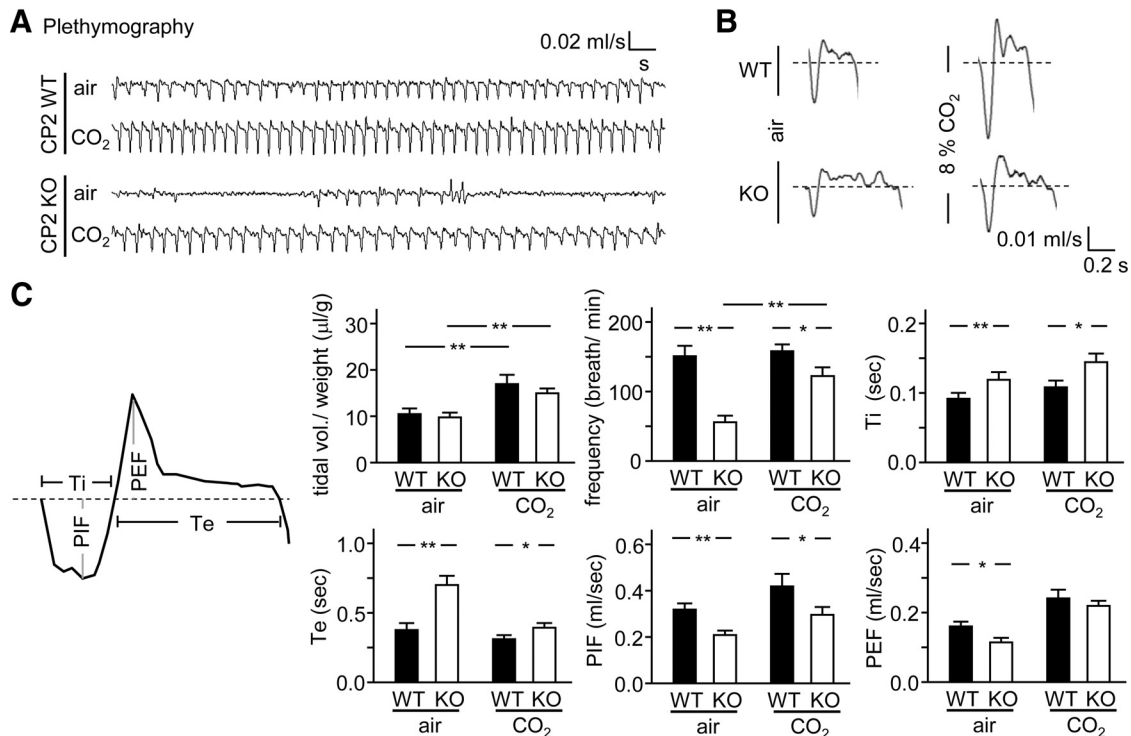 A Plethymography
0.02 ml/s
s
CP2 WT
air
CO2
CP2 KO
air
CO2
B
WT
air
KO
8 % CO2
0.01 ml/s
0.2 s
C
Ti
PEF
PIF
Te
tidal vol./ weight (µl/g)
30
20
10
0
** **
WT KO WT KO
air CO2
frequency (breath/ min)
200
100
0
**
** *
WT KO WT KO
air CO2
Ti (sec)
0.2
0.1
0.0
** *
WT KO WT KO
air CO2
Te (sec)
1.0
0.5
0.0
** *
WT KO WT KO
air CO2
PIF (ml/sec)
0.6
0.4
0.2
0.0
** *
WT KO WT KO
air CO2
PEF (ml/sec)
0.4
0.2
0.0
*
WT KO WT KO
air CO2